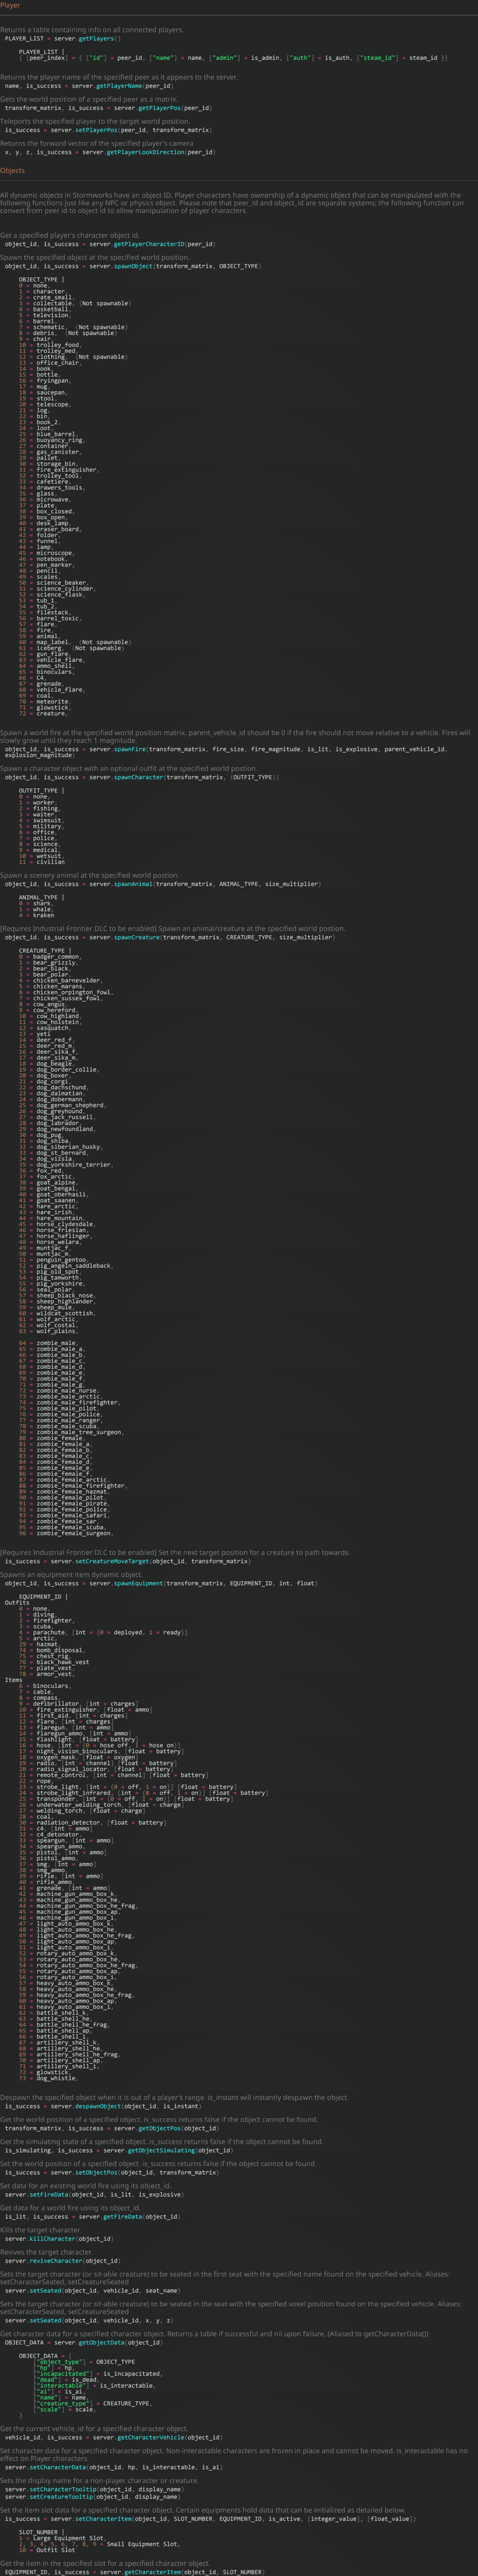 Player
Returns a table containing info on all connected players.
PLAYER_LIST = server.getPlayers()
PLAYER_LIST |
{ [peer_index] = { ["id"] = peer_id, ["name"] = name, ["admin"] = is_admin, ["auth"] = is_auth, ["steam_id"] = steam_id }}
Returns the player name of the specified peer as it appears to the server.
name, is_success = server.getPlayerName(peer_id)
Gets the world position of a specified peer as a matrix.
transform_matrix, is_success = server.getPlayerPos(peer_id)
Teleports the specified player to the target world position.
is_success = server.setPlayerPos(peer_id, transform_matrix)
Returns the forward vector of the specified player's camera
x, y, z, is_success = server.getPlayerLookDirection(peer_id)
Objects
All dynamic objects in Stormworks have an object ID. Player characters have ownership of a dynamic object that can be manipulated with the
following functions just like any NPC or physics object. Please note that peer_id and object_id are separate systems; the following function can
convert from peer id to object id to allow manipulation of player characters.
Get a specified player's character object id.
object_id, is_success = server.getPlayerCharacterID(peer_id)
Spawn the specified object at the specified world position.
object_id, is_success = server.spawnObject(transform_matrix, OBJECT_TYPE)
OBJECT_TYPE |
0 = none,
1 = character,
2 = crate_small,
3 = collectable, (Not spawnable)
4 = basketball,
5 = television,
6 = barrel,
7 = schematic,  (Not spawnable)
8 = debris,  (Not spawnable)
9 = chair,
10 = trolley_food,
11 = trolley_med,
12 = clothing,  (Not spawnable)
13 = office_chair,
14 = book,
15 = bottle,
16 = fryingpan,
17 = mug,
18 = saucepan,
19 = stool,
20 = telescope,
21 = log,
22 = bin,
23 = book_2,
24 = loot,
25 = blue_barrel,
26 = buoyancy_ring,
27 = container,
28 = gas_canister,
29 = pallet,
30 = storage_bin,
31 = fire_extinguisher,
32 = trolley_tool,
33 = cafetiere,
34 = drawers_tools,
35 = glass,
36 = microwave,
37 = plate,
38 = box_closed,
39 = box_open,
40 = desk_lamp,
41 = eraser_board,
42 = folder,
43 = funnel,
44 = lamp,
45 = microscope,
46 = notebook,
47 = pen_marker,
48 = pencil,
49 = scales,
50 = science_beaker,
51 = science_cylinder,
52 = science_flask,
53 = tub_1,
54 = tub_2,
55 = filestack,
56 = barrel_toxic,
57 = flare,
58 = fire,
59 = animal,
60 = map_label,  (Not spawnable)
61 = iceberg,  (Not spawnable)
62 = gun_flare,
63 = vehicle_flare,
64 = ammo_shell,
65 = binoculars,
66 = C4,
67 = grenade,
68 = vehicle_flare,
69 = coal,
70 = meteorite,
71 = glowstick,
72 = creature,
Spawn a world fire at the specified world position matrix. parent_vehicle_id should be 0 if the fire should not move relative to a vehicle. Fires will
slowly grow until they reach 1 magnitude.
object_id, is_success = server.spawnFire(transform_matrix, fire_size, fire_magnitude, is_lit, is_explosive, parent_vehicle_id,
explosion_magnitude)
Spawn a character object with an optional outfit at the specified world postion.
object_id, is_success = server.spawnCharacter(transform_matrix, (OUTFIT_TYPE))
OUTFIT_TYPE |
0 = none,
1 = worker,
2 = fishing,
3 = waiter,
4 = swimsuit,
5 = military,
6 = office,
7 = police,
8 = science,
9 = medical,
10 = wetsuit,
11 = civilian
Spawn a scenery animal at the specified world postion.
object_id, is_success = server.spawnAnimal(transform_matrix, ANIMAL_TYPE, size_multiplier)
ANIMAL_TYPE |
0 = shark,
1 = whale,
4 = kraken
[Requires Industrial Frontier DLC to be enabled] Spawn an animal/creature at the specified world postion.
object_id, is_success = server.spawnCreature(transform_matrix, CREATURE_TYPE, size_multiplier)
CREATURE_TYPE |
0 = badger_common,
1 = bear_grizzly,
2 = bear_black,
3 = bear_polar,
4 = chicken_barnevelder,
5 = chicken_marans,
6 = chicken_orpington_fowl,
7 = chicken_sussex_fowl,
8 = cow_angus,
9 = cow_hereford,
10 = cow_highland,
11 = cow_holstein,
12 = sasquatch,
13 = yeti
14 = deer_red_f,
15 = deer_red_m,
16 = deer_sika_f,
17 = deer_sika_m,
18 = dog_beagle,
19 = dog_border_collie,
20 = dog_boxer,
21 = dog_corgi,
22 = dog_dachschund,
23 = dog_dalmatian,
24 = dog_dobermann,
25 = dog_german_shepherd,
26 = dog_greyhound,
27 = dog_jack_russell,
28 = dog_labrador,
29 = dog_newfoundland,
30 = dog_pug,
31 = dog_shiba,
32 = dog_siberian_husky,
33 = dog_st_bernard,
34 = dog_vizsla,
35 = dog_yorkshire_terrier,
36 = fox_red,
37 = fox_arctic,
38 = goat_alpine,
39 = goat_bengal,
40 = goat_oberhasli,
41 = goat_saanen,
42 = hare_arctic,
43 = hare_irish,
44 = hare_mountain,
45 = horse_clydesdale,
46 = horse_friesian,
47 = horse_haflinger,
48 = horse_welara,
49 = muntjac_f,
50 = muntjac_m,
51 = penguin_gentoo,
52 = pig_angeln_saddleback,
53 = pig_old_spot,
54 = pig_tamworth,
55 = pig_yorkshire,
56 = seal_polar,
57 = sheep_black_nose,
58 = sheep_highlander,
59 = sheep_mule,
60 = wildcat_scottish,
61 = wolf_arctic,
62 = wolf_costal,
63 = wolf_plains,
64 = zombie_male,
65 = zombie_male_a,
66 = zombie_male_b,
67 = zombie_male_c,
68 = zombie_male_d,
69 = zombie_male_e,
70 = zombie_male_f,
71 = zombie_male_g,
72 = zombie_male_nurse,
73 = zombie_male_arctic,
74 = zombie_male_firefighter,
75 = zombie_male_pilot,
76 = zombie_male_police,
77 = zombie_male_ranger,
78 = zombie_male_scuba,
79 = zombie_male_tree_surgeon,
80 = zombie_female,
81 = zombie_female_a,
82 = zombie_female_b,
83 = zombie_female_c,
84 = zombie_female_d,
85 = zombie_female_e,
86 = zombie_female_f,
87 = zombie_female_arctic,
88 = zombie_female_firefighter,
89 = zombie_female_hazmat,
90 = zombie_female_pilot,
91 = zombie_female_pirate,
92 = zombie_female_police,
93 = zombie_female_safari,
94 = zombie_female_sar,
95 = zombie_female_scuba,
96 = zombie_female_surgeon,
[Requires Industrial Frontier DLC to be enabled] Set the next target position for a creature to path towards.
is_success = server.setCreatureMoveTarget(object_id, transform_matrix)
Spawns an equipment item dynamic object.
object_id, is_success = server.spawnEquipment(transform_matrix, EQUIPMENT_ID, int, float)
EQUIPMENT_ID |
Outfits
0 = none,
1 = diving,
2 = firefighter,
3 = scuba,
4 = parachute, [int = {0 = deployed, 1 = ready}]
5 = arctic,
29 = hazmat,
74 = bomb_disposal,
75 = chest_rig,
76 = black_hawk_vest
77 = plate_vest,
78 = armor_vest,
Items
6 = binoculars,
7 = cable,
8 = compass,
9 = defibrillator, [int = charges]
10 = fire_extinguisher, [float = ammo]
11 = first_aid, [int = charges]
12 = flare, [int = charges]
13 = flaregun, [int = ammo]
14 = flaregun_ammo, [int = ammo]
15 = flashlight, [float = battery]
16 = hose, [int = {0 = hose off, 1 = hose on}]
17 = night_vision_binoculars, [float = battery]
18 = oxygen_mask, [float = oxygen]
19 = radio, [int = channel] [float = battery]
20 = radio_signal_locator, [float = battery]
21 = remote_control, [int = channel] [float = battery]
22 = rope,
23 = strobe_light, [int = {0 = off, 1 = on}] [float = battery]
24 = strobe_light_infrared, [int = {0 = off, 1 = on}] [float = battery]
25 = transponder, [int = {0 = off, 1 = on}] [float = battery]
26 = underwater_welding_torch, [float = charge]
27 = welding_torch, [float = charge]
28 = coal,
30 = radiation_detector, [float = battery]
31 = c4, [int = ammo]
32 = c4_detonator,
33 = speargun, [int = ammo]
34 = speargun_ammo,
35 = pistol, [int = ammo]
36 = pistol_ammo,
37 = smg, [int = ammo]
38 = smg_ammo,
39 = rifle, [int = ammo]
40 = rifle_ammo,
41 = grenade, [int = ammo]
42 = machine_gun_ammo_box_k,
43 = machine_gun_ammo_box_he,
44 = machine_gun_ammo_box_he_frag,
45 = machine_gun_ammo_box_ap,
46 = machine_gun_ammo_box_i,
47 = light_auto_ammo_box_k,
48 = light_auto_ammo_box_he,
49 = light_auto_ammo_box_he_frag,
50 = light_auto_ammo_box_ap,
51 = light_auto_ammo_box_i,
52 = rotary_auto_ammo_box_k,
53 = rotary_auto_ammo_box_he,
54 = rotary_auto_ammo_box_he_frag,
55 = rotary_auto_ammo_box_ap,
56 = rotary_auto_ammo_box_i,
57 = heavy_auto_ammo_box_k,
58 = heavy_auto_ammo_box_he,
59 = heavy_auto_ammo_box_he_frag,
60 = heavy_auto_ammo_box_ap,
61 = heavy_auto_ammo_box_i,
62 = battle_shell_k,
63 = battle_shell_he,
64 = battle_shell_he_frag,
65 = battle_shell_ap,
66 = battle_shell_i,
67 = artillery_shell_k,
68 = artillery_shell_he,
69 = artillery_shell_he_frag,
70 = artillery_shell_ap,
71 = artillery_shell_i,
72 = glowstick,
73 = dog_whistle,
Despawn the specified object when it is out of a player's range. is_instant will instantly despawn the object.
is_success = server.despawnObject(object_id, is_instant)
Get the world position of a specified object. is_success returns false if the object cannot be found.
transform_matrix, is_success = server.getObjectPos(object_id)
Get the simulating state of a specified object. is_success returns false if the object cannot be found.
is_simulating, is_success = server.getObjectSimulating(object_id)
Set the world position of a specified object. is_success returns false if the object cannot be found.
is_success = server.setObjectPos(object_id, transform_matrix)
Set data for an existing world fire using its object_id.
server.setFireData(object_id, is_lit, is_explosive)
Get data for a world fire using its object_id.
is_lit, is_success = server.getFireData(object_id)
Kills the target character.
server.killCharacter(object_id)
Revives the target character.
server.reviveCharacter(object_id)
Sets the target character (or sit-able creature) to be seated in the first seat with the specified name found on the specified vehicle. Aliases:
setCharacterSeated, setCreatureSeated
server.setSeated(object_id, vehicle_id, seat_name)
Sets the target character (or sit-able creature) to be seated in the seat with the specified voxel position found on the specified vehicle. Aliases:
setCharacterSeated, setCreatureSeated
server.setSeated(object_id, vehicle_id, x, y, z)
Get character data for a specified character object. Returns a table if successful and nil upon failure. (Aliased to getCharacterData())
OBJECT_DATA = server.getObjectData(object_id)
OBJECT_DATA = {
["object_type"] = OBJECT_TYPE
["hp"] = hp,
["incapacitated"] = is_incapacitated,
["dead"] = is_dead,
["interactable"] = is_interactable,
["ai"] = is_ai,
["name"] = name,
["creature_type"] = CREATURE_TYPE,
["scale"] = scale,
}
Get the current vehicle_id for a specified character object.
vehicle_id, is_success = server.getCharacterVehicle(object_id)
Set character data for a specified character object. Non-interactable characters are frozen in place and cannot be moved. is_interactable has no
effect on Player characters.
server.setCharacterData(object_id, hp, is_interactable, is_ai)
Sets the display name for a non-player character or creature.
server.setCharacterTooltip(object_id, display_name)
server.setCreatureTooltip(object_id, display_name)
Set the item slot data for a specified character object. Certain equipments hold data that can be initialized as detailed below.
is_success = server.setCharacterItem(object_id, SLOT_NUMBER, EQUIPMENT_ID, is_active, [integer_value], [float_value])
SLOT_NUMBER |
1 = Large Equipment Slot,
2, 3, 4, 5, 6, 7, 8, 9 = Small Equipment Slot,
10 = Outfit Slot
Get the item in the specified slot for a specified character object.
EQUIPMENT_ID, is_success = server.getCharacterItem(object_id, SLOT_NUMBER)